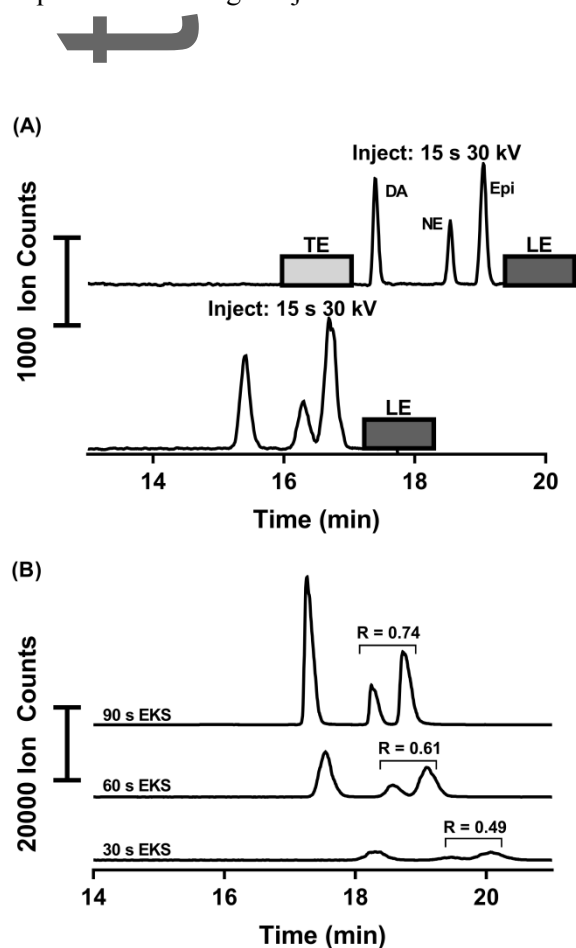 (A)
Inject: 15 s 30 kV
DA
Epi
NE
TE
LE
Inject: 15 s 30 kV
LE
1000 Ion Counts
14 16 18 20
Time (min)
(B)
R = 0.74
90 s EKS
R = 0.61
60 s EKS
R = 0.49
30 s EKS
20000 Ion Counts
14 16 18 20
Time (min)